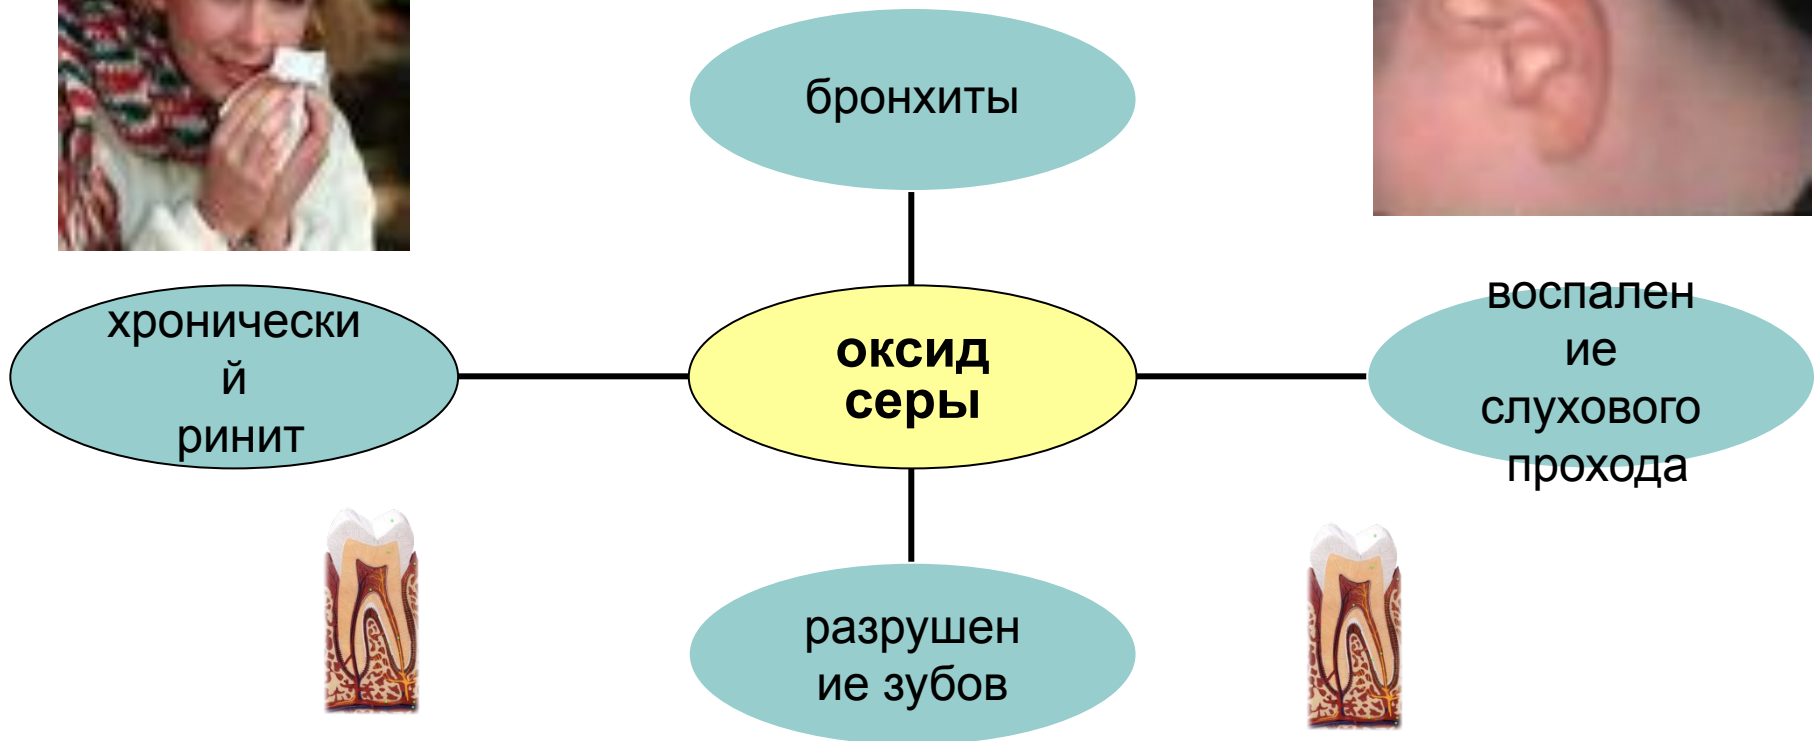 бронхиты
хронически
й
ринит
оксид
серы
воспален
ие
слухового
прохода
разрушен
ие зубов